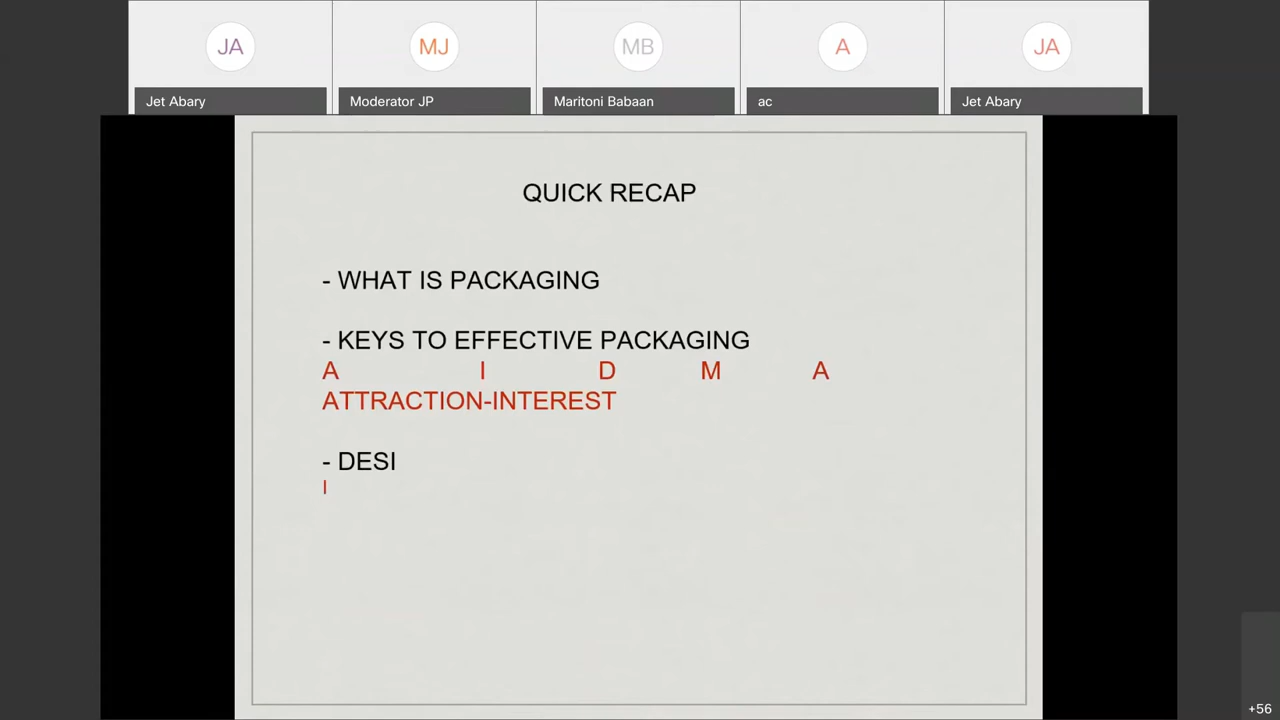 JA
MJ
MB
A
JA
Jet Abary
Moderator JP
Maritoni Babaan
ac
Jet Abary
QUICK RECAP
- WHAT IS PACKAGING
- KEYS TO EFFECTIVE PACKAGING
A I D M A
ATTRACTION-INTEREST
- DESI
I
+56